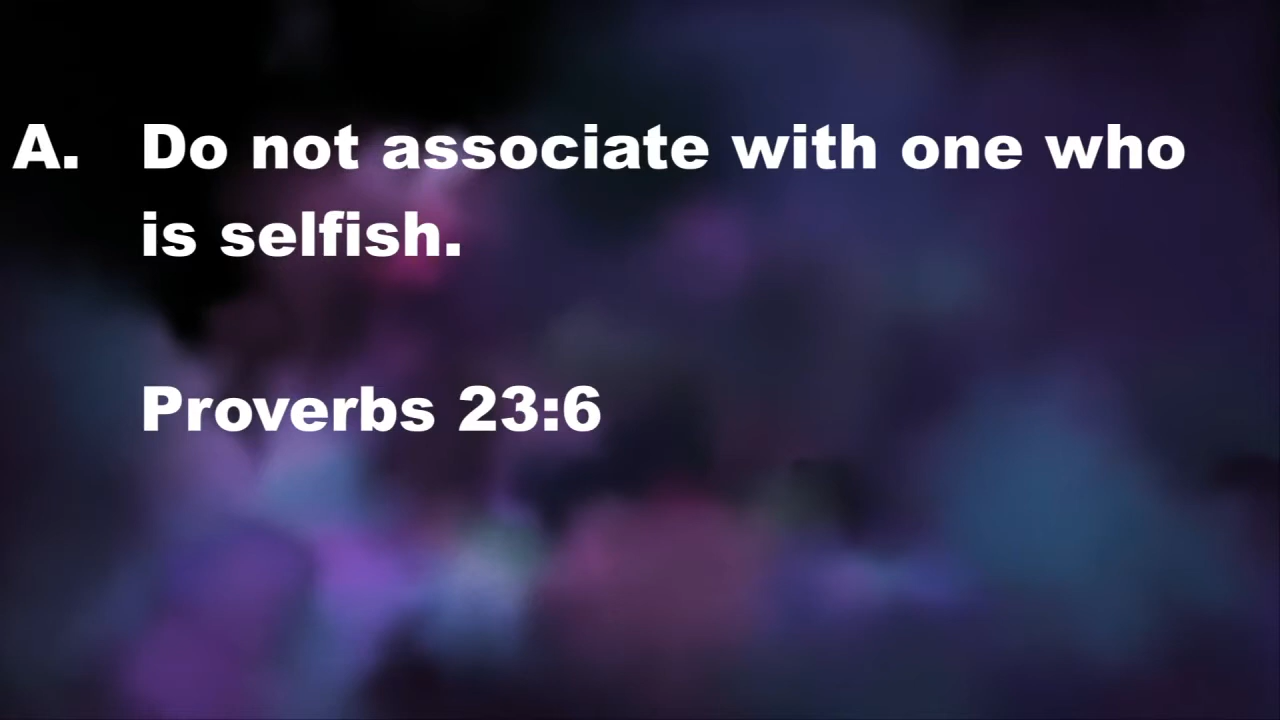 A. Do not associate with one who
is selfish.
Proverbs 23:6